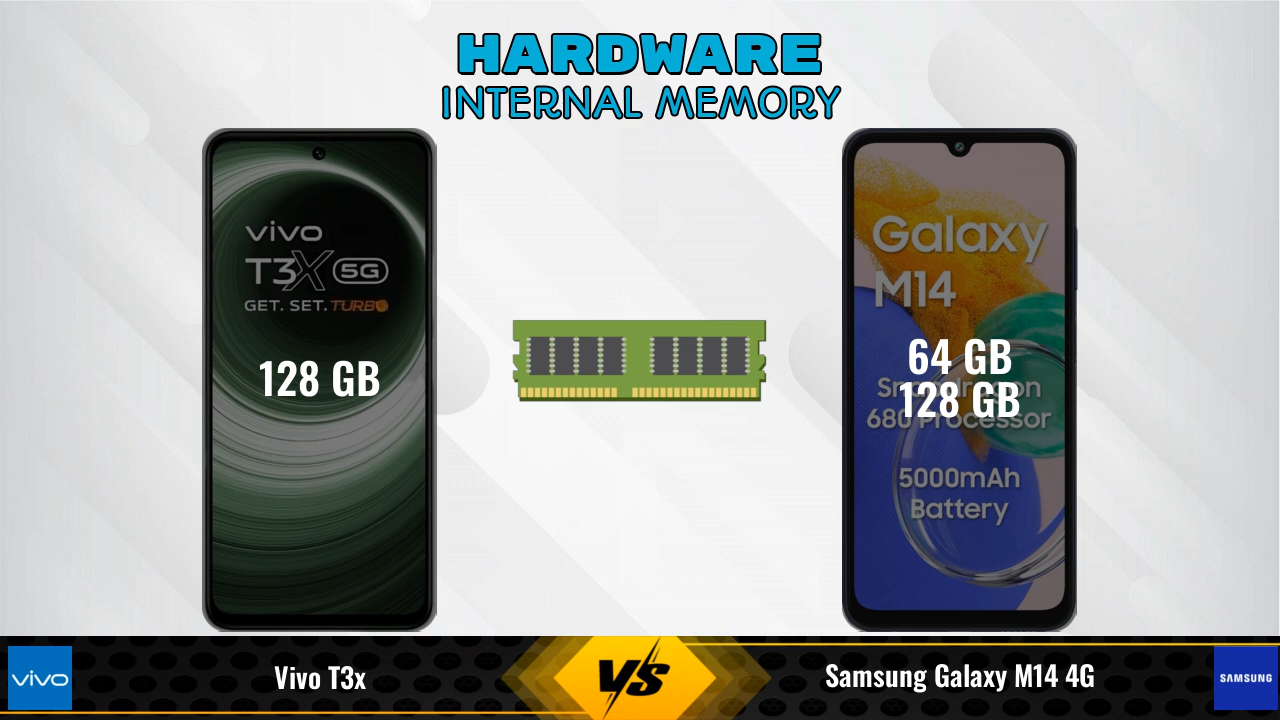 HARDWARE
INTERNAL MEMORY
vivo
T3X 5G
GET. SET. TURBO
128 GB
Galaxy
M14
64 GB
Snapdragon
128 GB
680 Processor
5000mAh
Battery
vivo
Vivo T3x
VS
Samsung Galaxy M14 4G
SAMSUNG